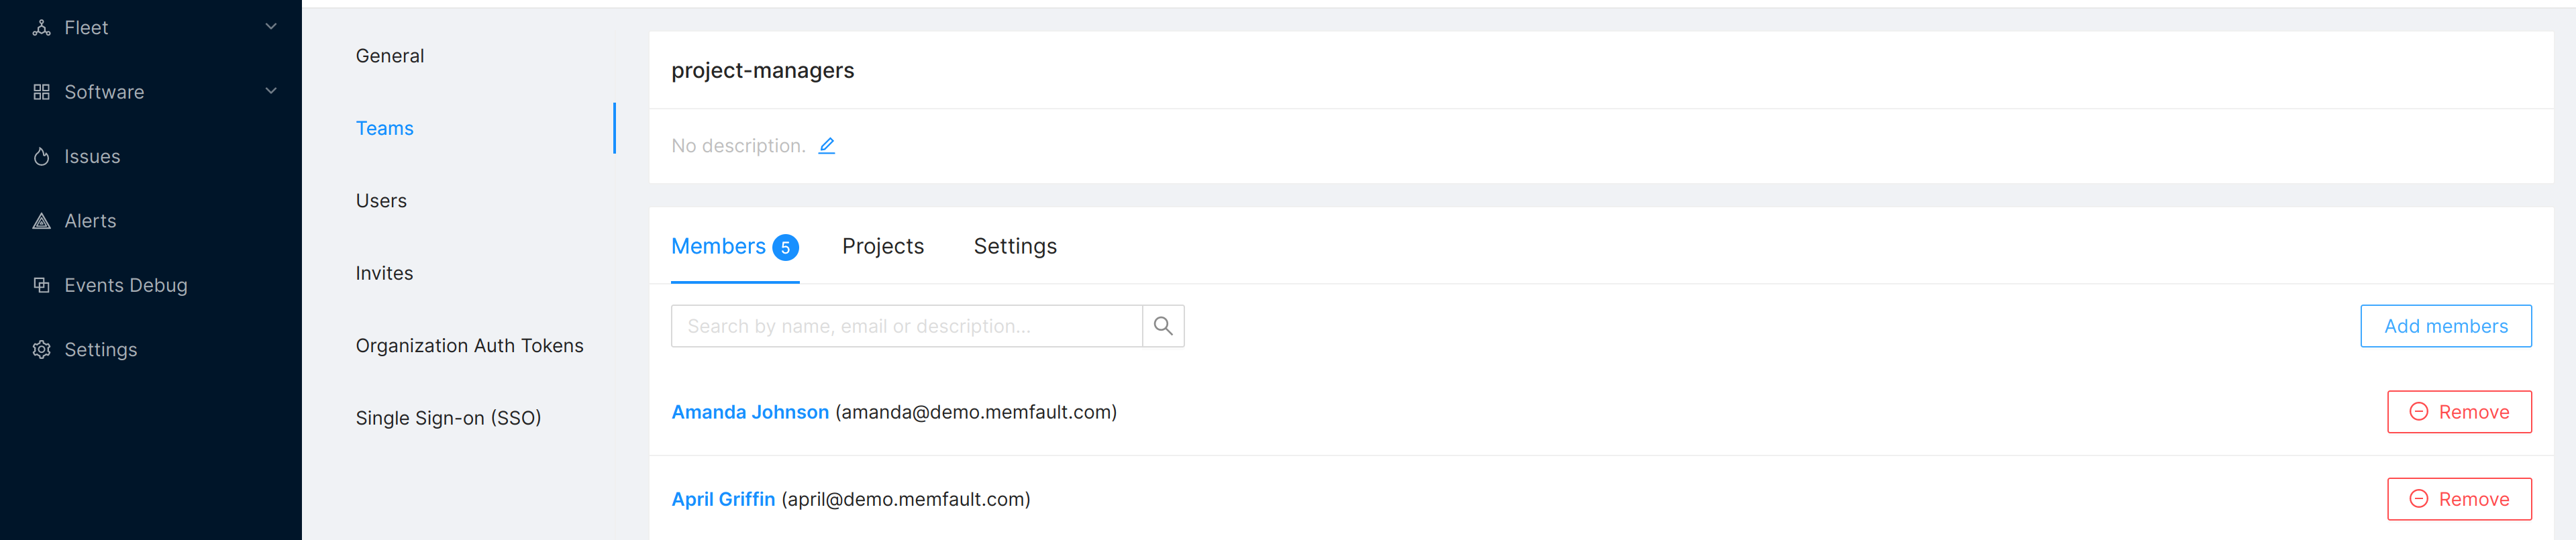 Fleet
Software
Issues
Alerts
Events Debug
Settings
General
Teams
Users
Invites
Organization Auth Tokens
Single Sign-on (SSO)
project-managers
No description.
Members 5
Projects
Settings
Search by name, email or description...
Add members
Amanda Johnson (amanda@demo.memfault.com)
Remove
April Griffin (april@demo.memfault.com)
Remove